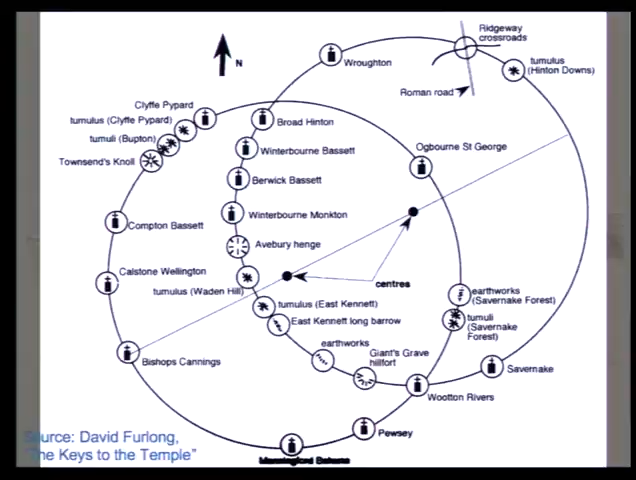 Ridgeway
crossroads
N
Wroughton
tumulus
(Hinton Downs)
Roman road
Clyffe Pypard
tumulus (Clyffe Pypard)
Broad Hinton
tumuli (Bupton)
Ogbourne St George
Winterbourne Bassett
Townsend's Knoll
Berwick Bassett
Winterbourne Monkton
Compton Bassett
Avebury henge
Calstone Wellington
tumulus (Waden Hill)
centres
earthworks
(Savernake Forest)
tumulus (East Kennett)
East Kennett long barrow
tumuli
(Savernake
Forest)
earthworks
Giant's Grave
hillfort
Bishops Cannings
Savernake
Wootton Rivers
Pewsey
Source: David Furlong,
"The Keys to the Temple"